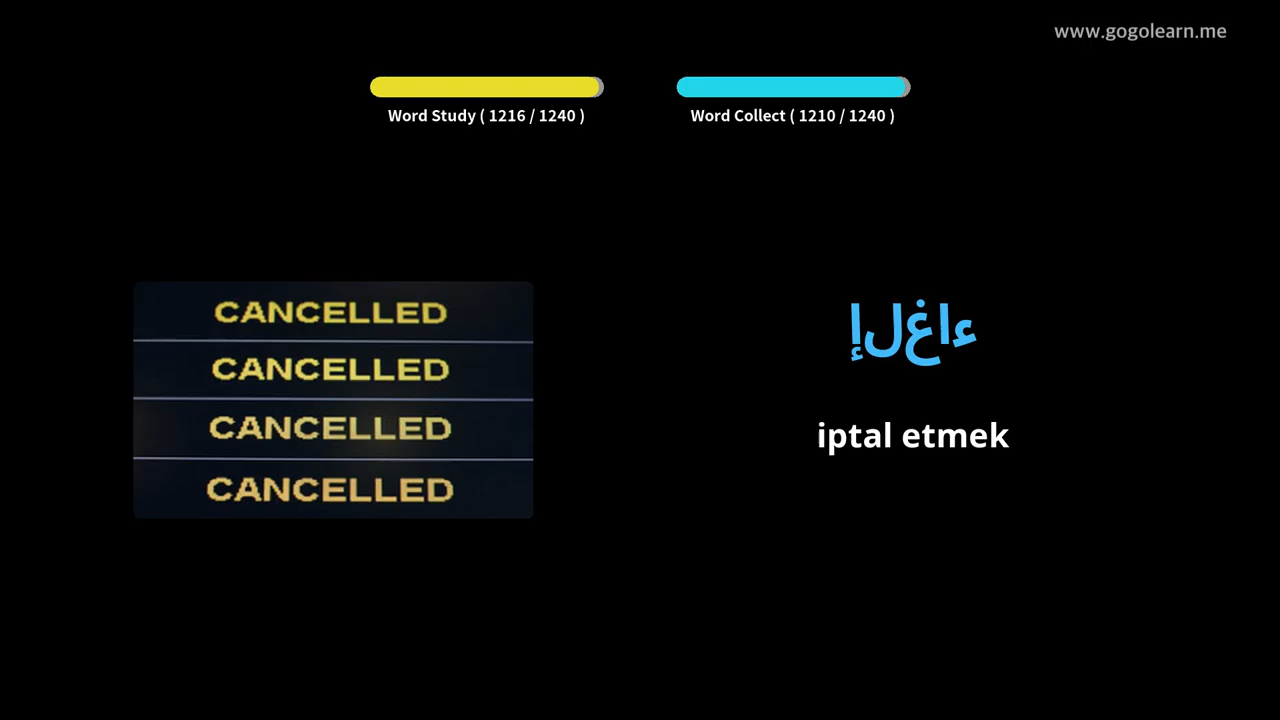 www.gogolearn.me
Word Study ( 1216 / 1240 )
Word Collect ( 1210 / 1240 )
CANCELLED
CANCELLED
CANCELLED
CANCELLED
إلغاء
iptal etmek